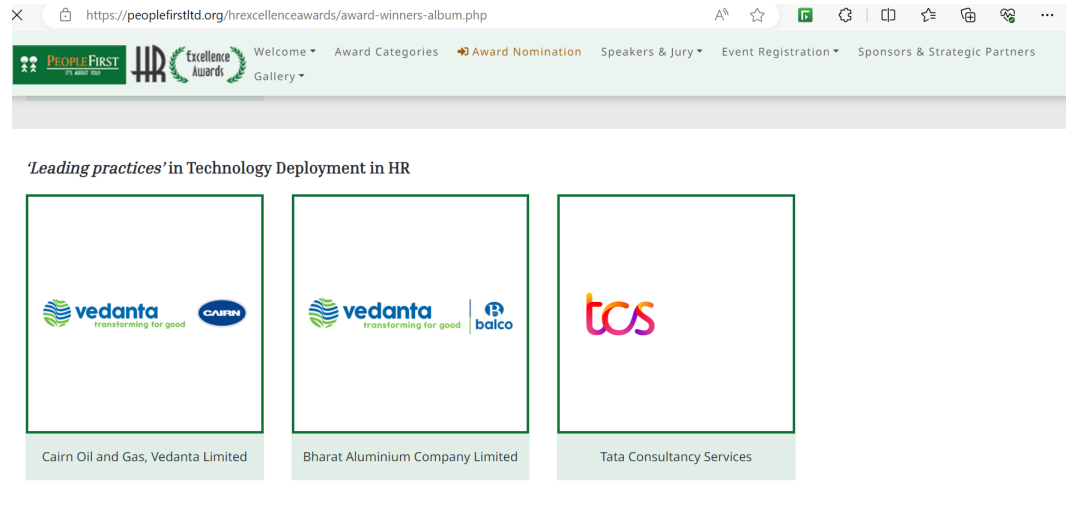 https://peoplefirstltd.org/hrexcellenceawards/award-winners-album.php
PEOPLE FIRST
IT'S ABOUT YOU!
HR Excellence Awards
Welcome Award Categories Award Nomination Speakers & Jury Event Registration Sponsors & Strategic Partners
Gallery
'Leading practices' in Technology Deployment in HR
vedanta
transforming for good
CAIRN
vedanta
transforming for good
B
balco
tcs
Cairn Oil and Gas, Vedanta Limited
Bharat Aluminium Company Limited
Tata Consultancy Services